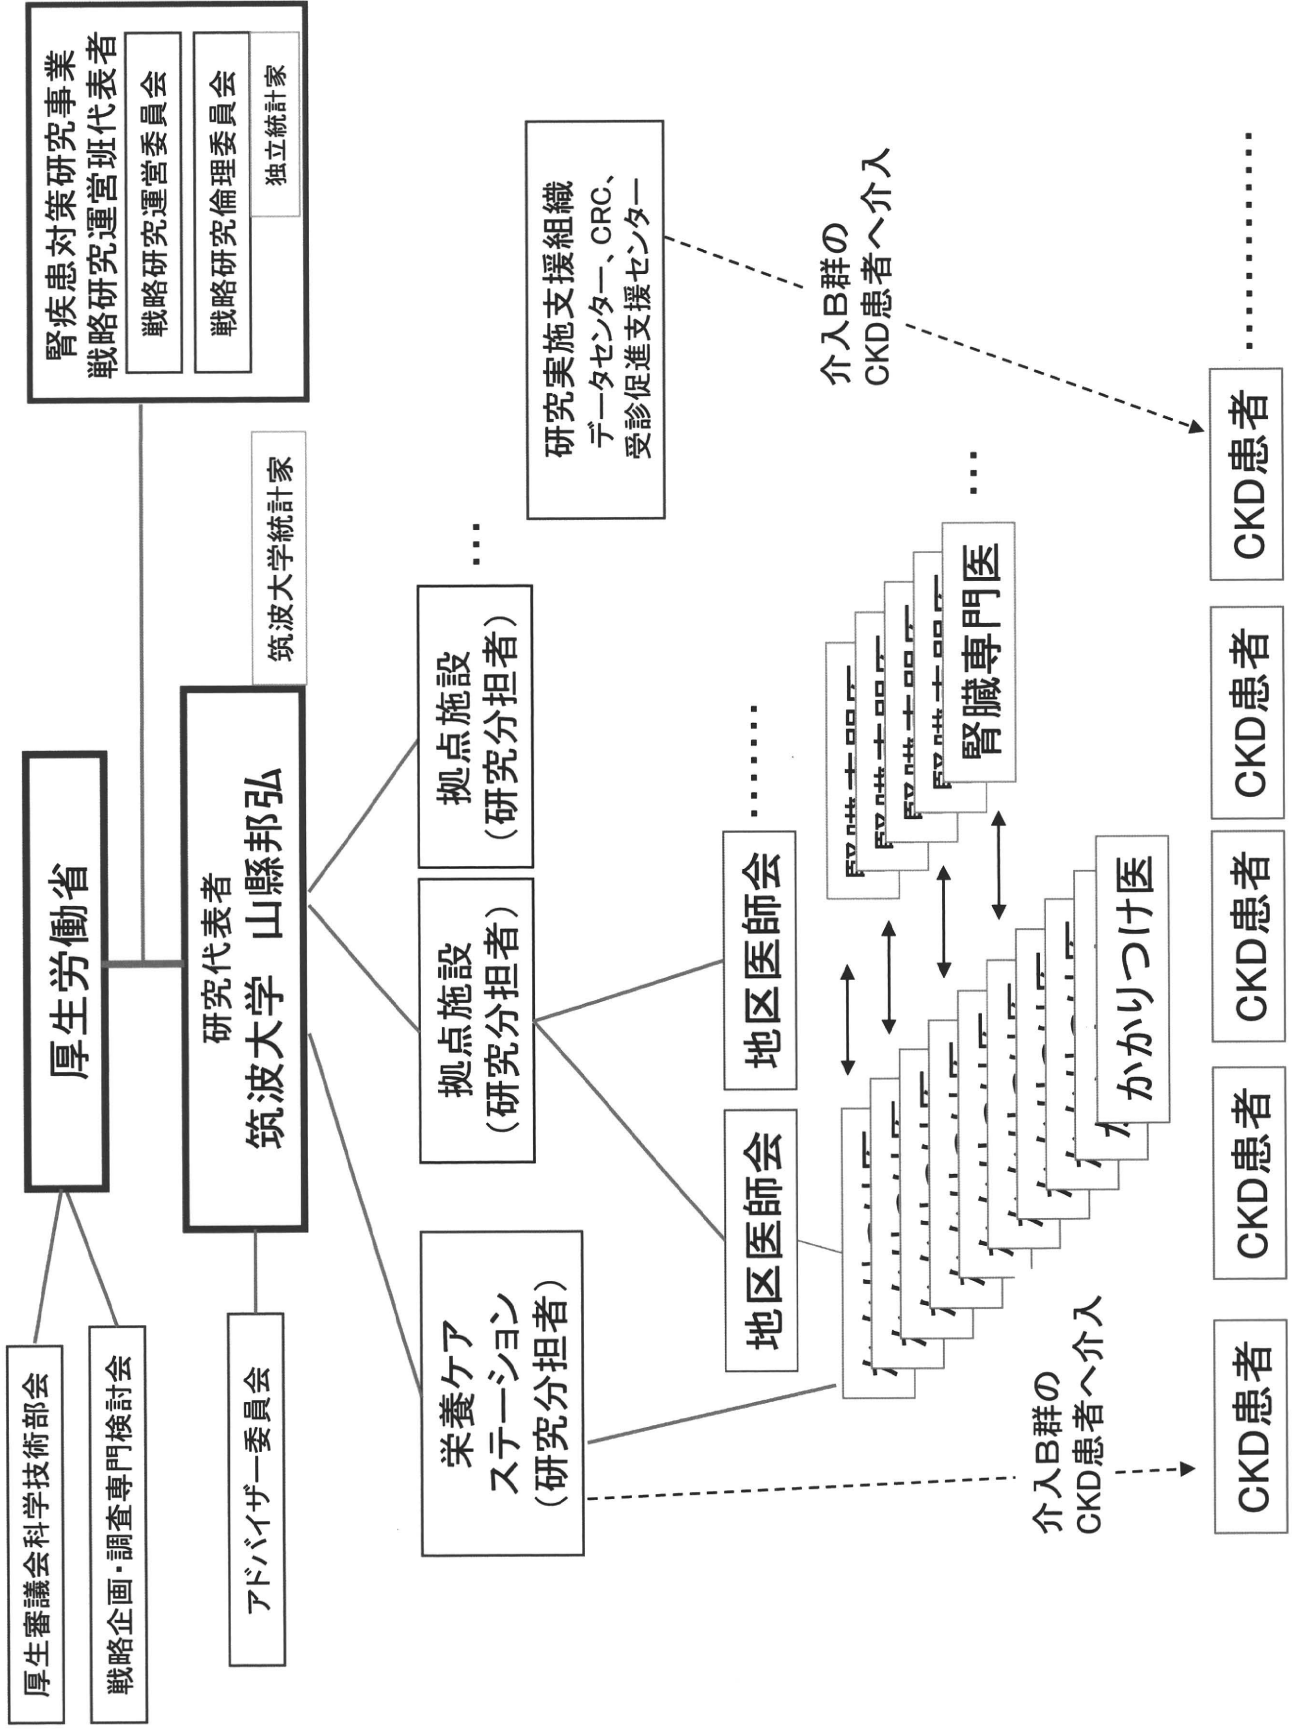 厚生審議会科学技術部会
戦略企画・調査専門検討会
厚生労働省
腎疾患対策研究事業
戦略研究運営班代表者
戦略研究運営委員会
戦略研究倫理委員会
独立統計家
アドバイザー委員会
研究代表者
筑波大学 山縣邦弘
筑波大学統計家
栄養ケア
ステーション
(研究分担者)
拠点施設
(研究分担者)
拠点施設
(研究分担者)
…
研究実施支援組織
データセンター、CRC、
受診促進支援センター
地区医師会
地区医師会
…….
腎臓専門医
…
かかりつけ医
介入B群の
CKD患者へ介入
介入B群の
CKD患者へ介入
CKD患者
CKD患者
CKD患者
CKD患者
CKD患者
…………